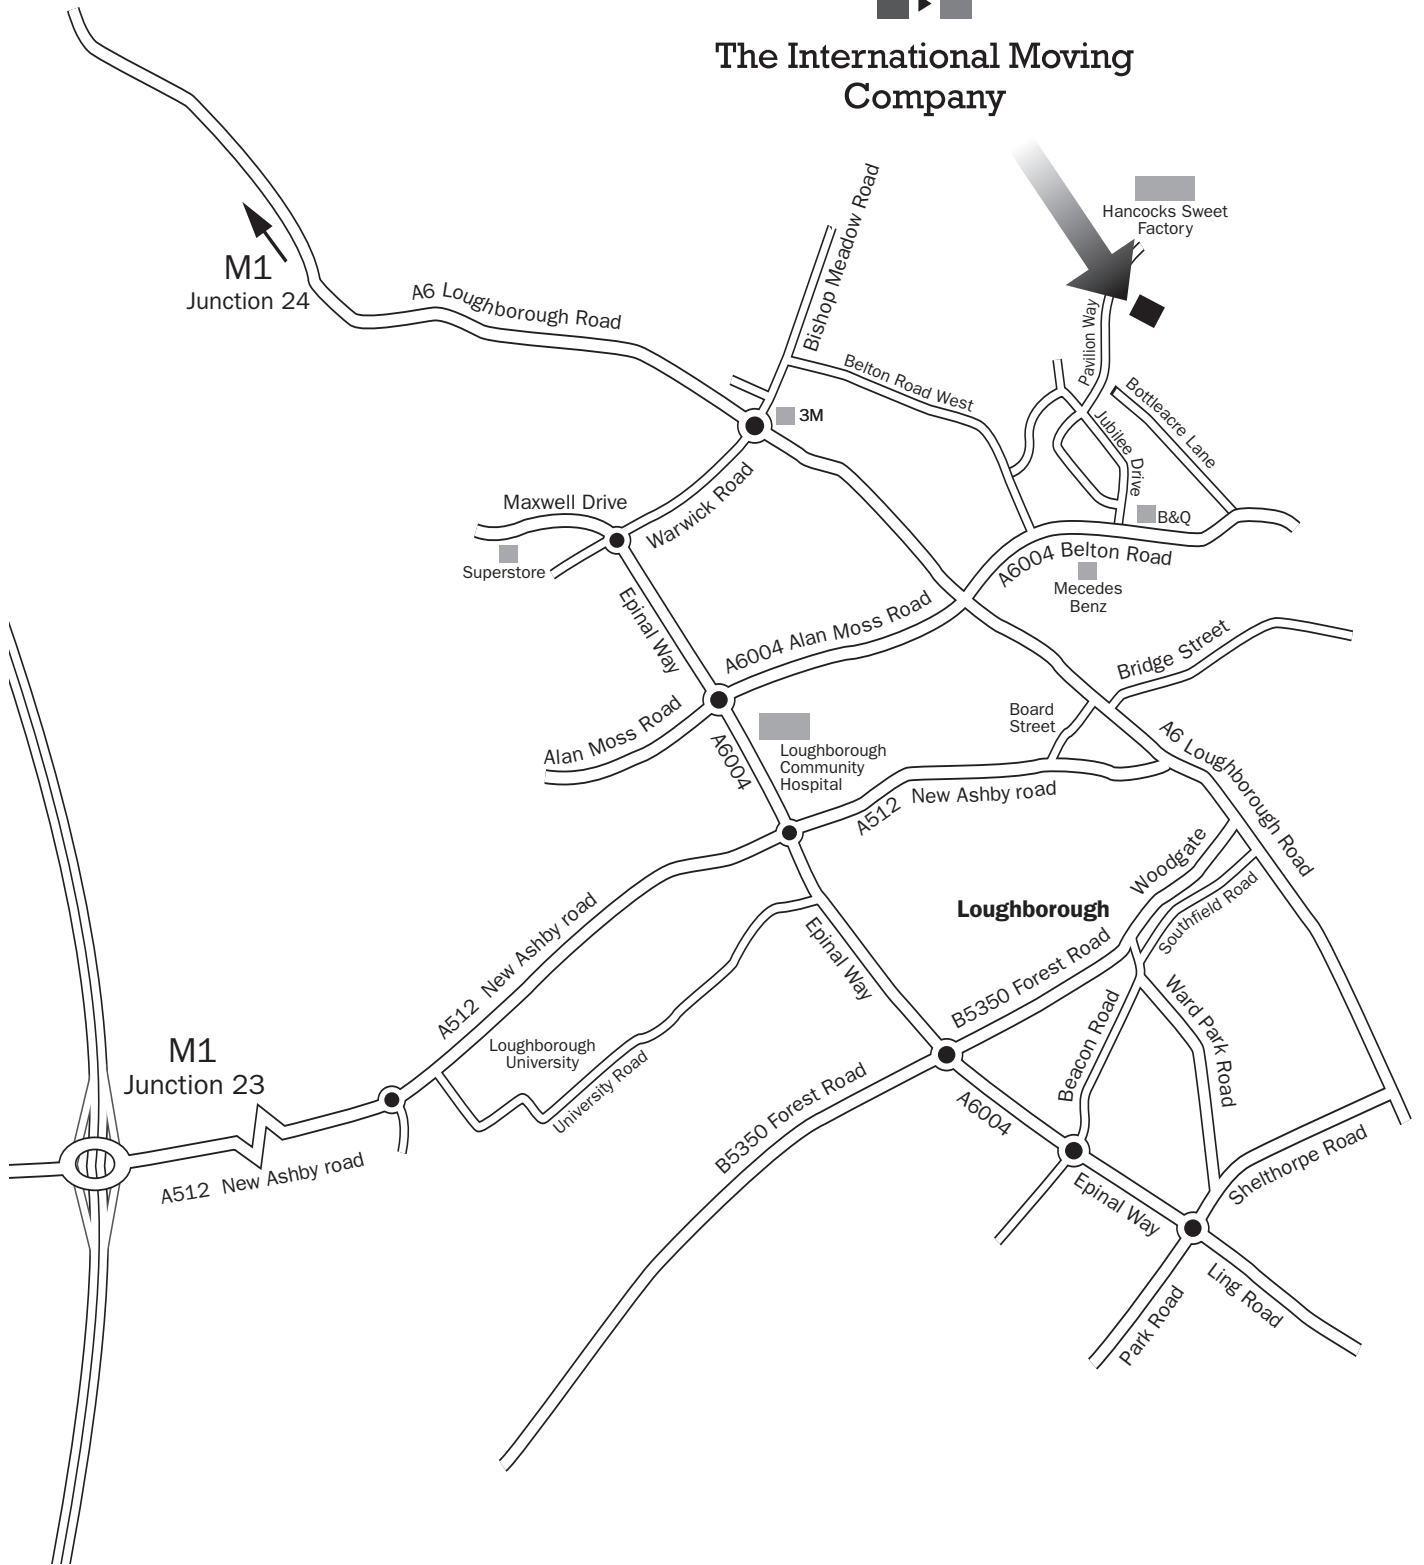 The International Moving
Company
Hancocks Sweet
Factory
Bishop Meadow Road
M1
Junction 24
A6 Loughborough Road
Pavilion Way
Belton Road West
Bottleacre Lane
3M
Jubilee Drive
Maxwell Drive
Warwick Road
B&Q
Superstore
A6004 Belton Road
Mecedes
Benz
Epinal Way
A6004 Alan Moss Road
Bridge Street
Alan Moss Road
Board
Street
A6004
Loughborough
Community
Hospital
A6 Loughborough Road
A512 New Ashby road
Woodgate
Loughborough
Southfield Road
A512 New Ashby road
Epinal Way
B5350 Forest Road
Ward Park Road
Beacon Road
M1
Junction 23
Loughborough
University
University Road
B5350 Forest Road
A6004
A512 New Ashby road
Shelthorpe Road
Epinal Way
Ling Road
Park Road